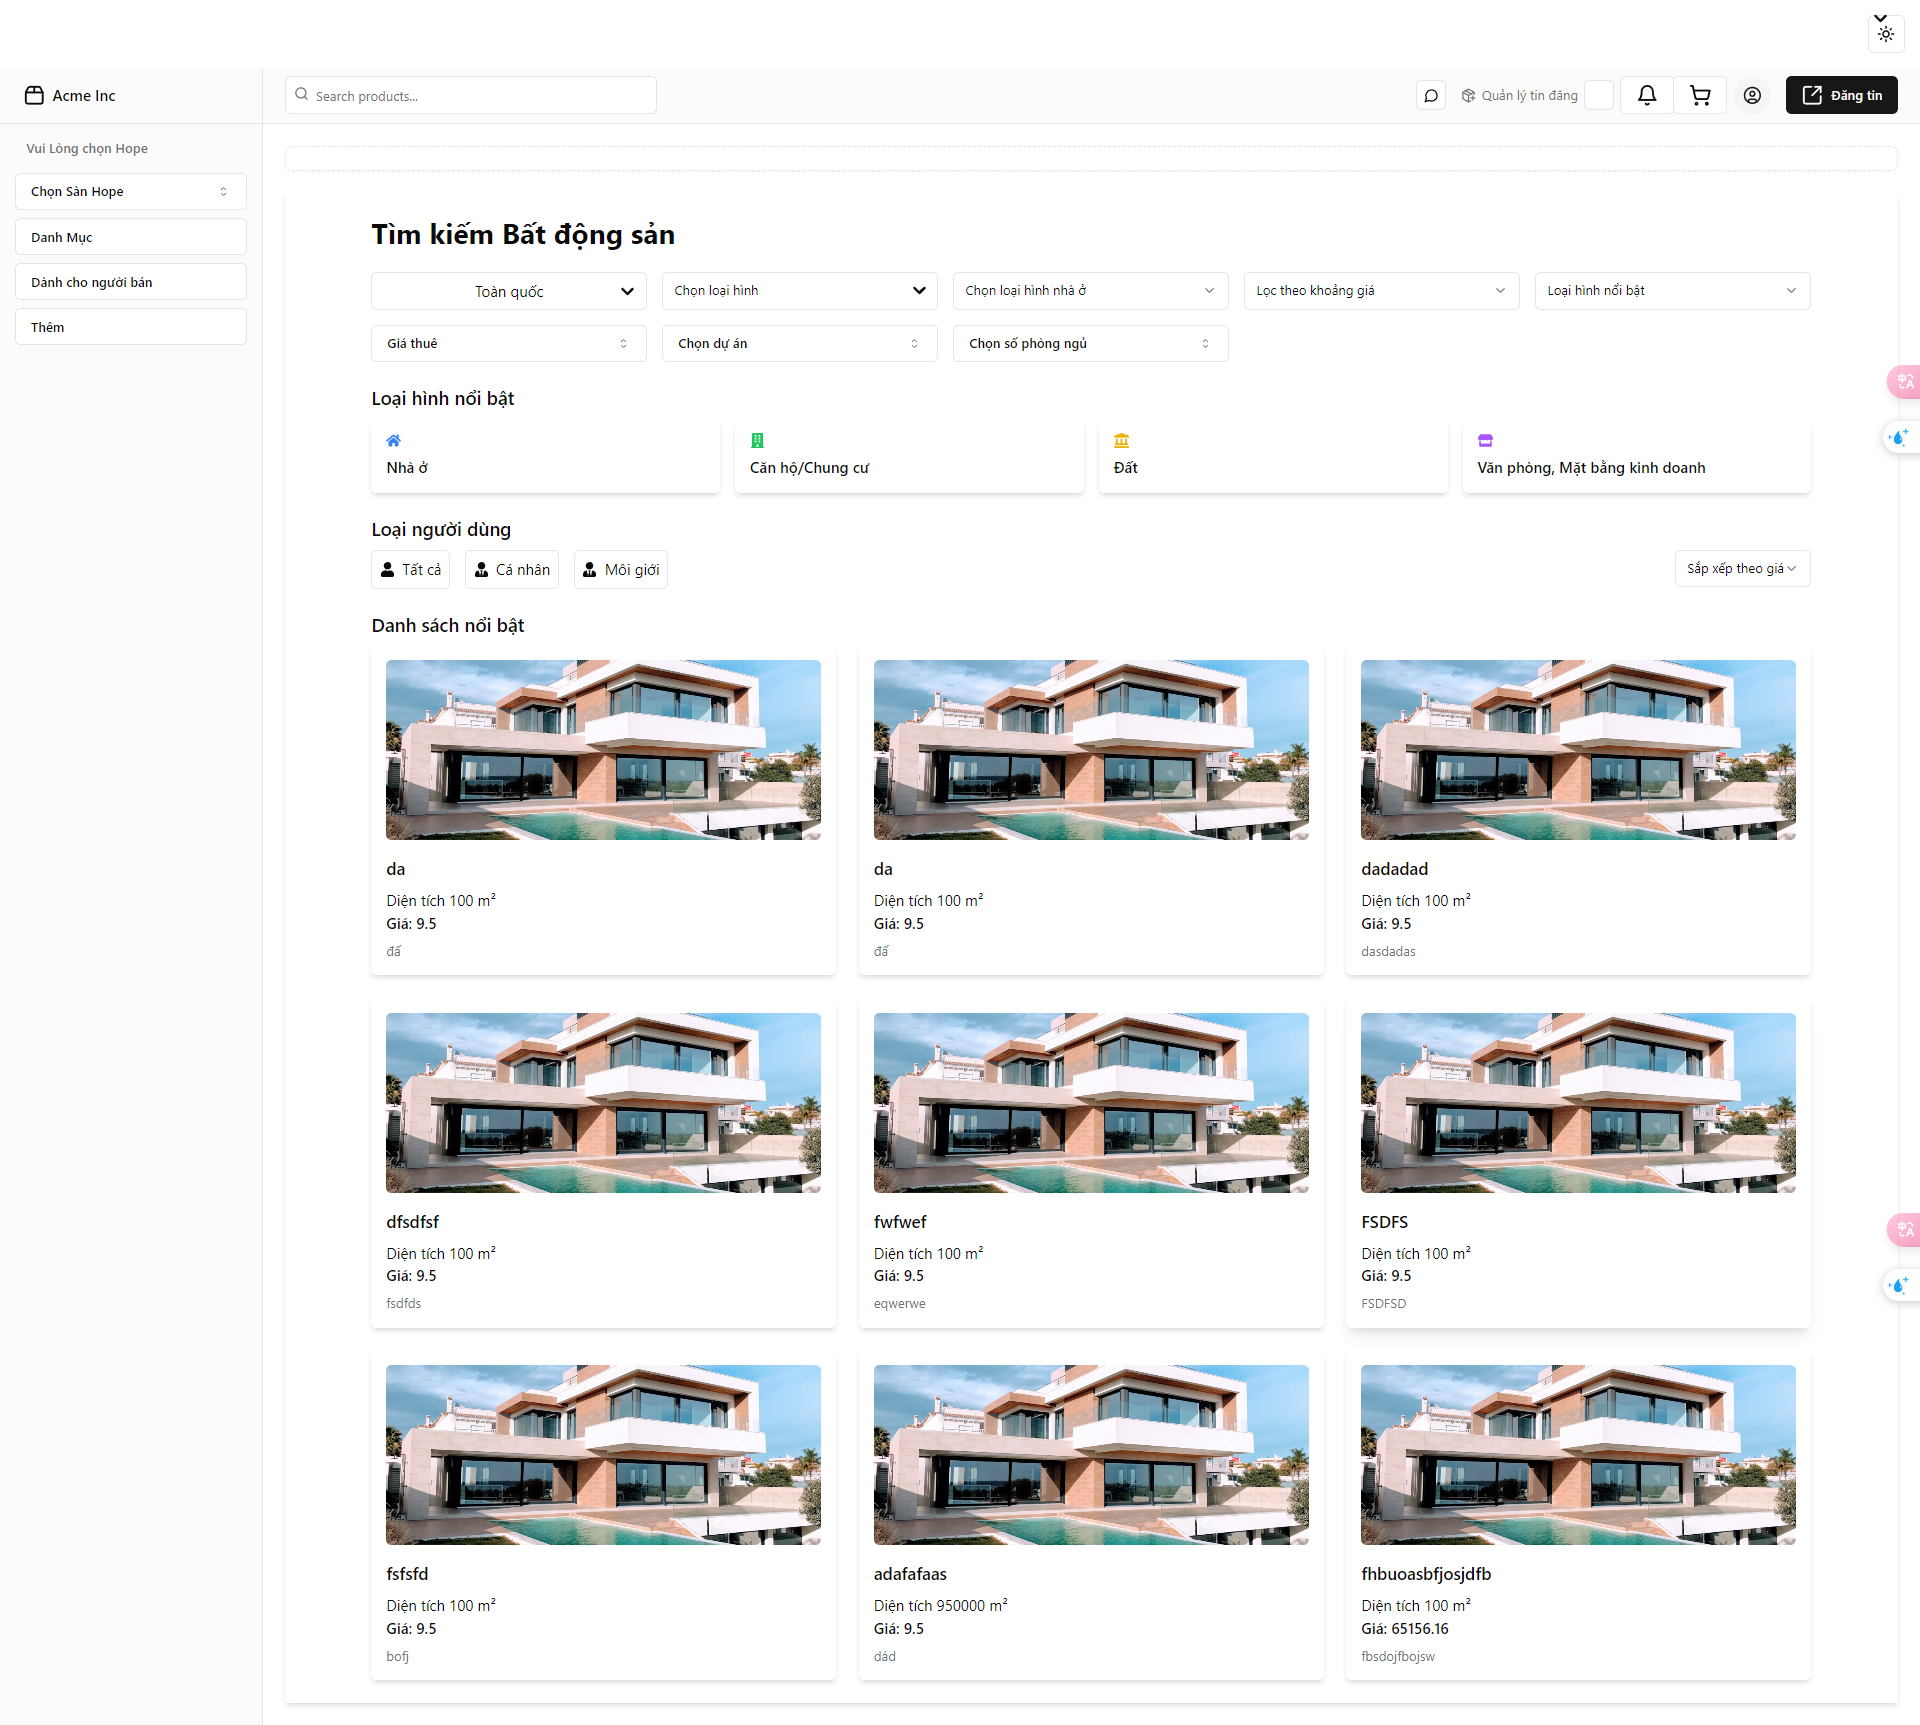 Acme Inc
Search products...
Quản lý tin đăng
Đăng tin
Vui Lòng chọn Hope
Chọn Sàn Hope
Danh Mục
Dành cho người bán
Thêm
Tìm kiếm Bất động sản
Toàn quốc
Chọn loại hình
Chọn loại hình nhà ở
Lọc theo khoảng giá
Loại hình nổi bật
Giá thuê
Chọn dự án
Chọn số phòng ngủ
Loại hình nổi bật
Nhà ở
Căn hộ/Chung cư
Đất
Văn phòng, Mặt bằng kinh doanh
Loại người dùng
Tất cả
Cá nhân
Môi giới
Sắp xếp theo giá
Danh sách nổi bật
da
Diện tích 100 m²
Giá: 9.5
đấ
da
Diện tích 100 m²
Giá: 9.5
đấ
dadadad
Diện tích 100 m²
Giá: 9.5
dasdadas
dfsdfsf
Diện tích 100 m²
Giá: 9.5
fsdfds
fwfwef
Diện tích 100 m²
Giá: 9.5
eqwerwe
FSDFS
Diện tích 100 m²
Giá: 9.5
FSDFSD
fsfsfd
Diện tích 100 m²
Giá: 9.5
bofj
adafafaas
Diện tích 950000 m²
Giá: 9.5
dád
fhbuoasbfjosjdfb
Diện tích 100 m²
Giá: 65156.16
fbsdojfbojsw